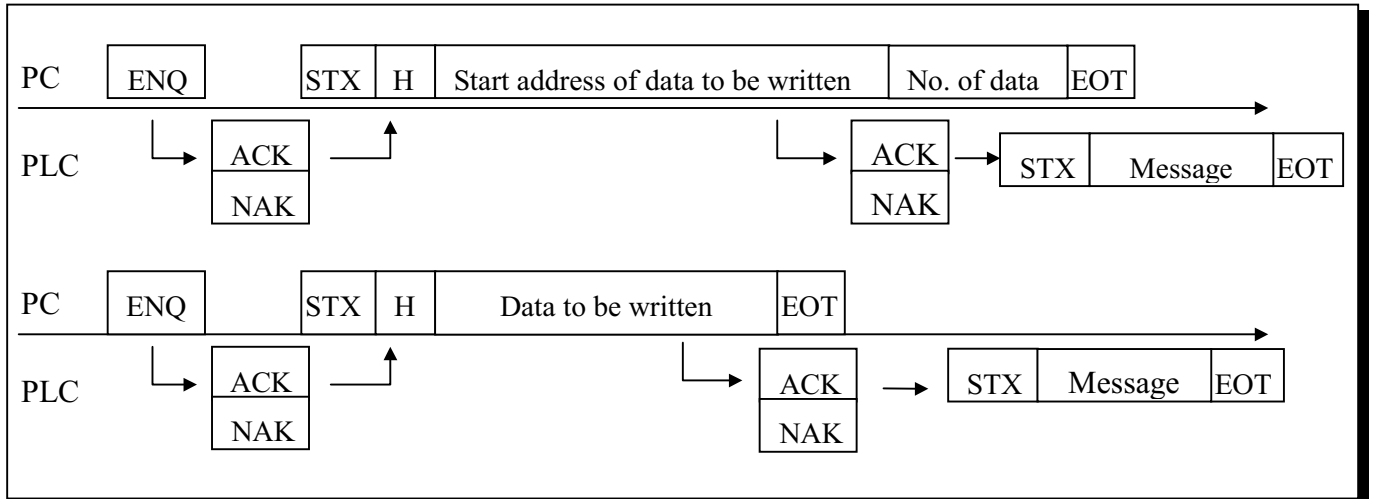 PC ENQ STX H Start address of data to be written No. of data EOT
PLC ACK ACK STX Message EOT
NAK NAK
PC ENQ STX H Data to be written EOT
PLC ACK ACK STX Message EOT
NAK NAK